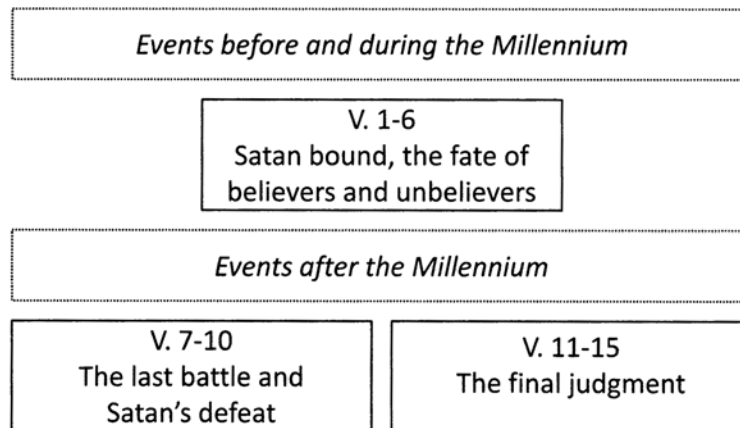 Events before and during the Millennium
V. 1-6
Satan bound, the fate of
believers and unbelievers
Events after the Millennium
V. 7-10
The last battle and
Satan's defeat
V. 11-15
The final judgment